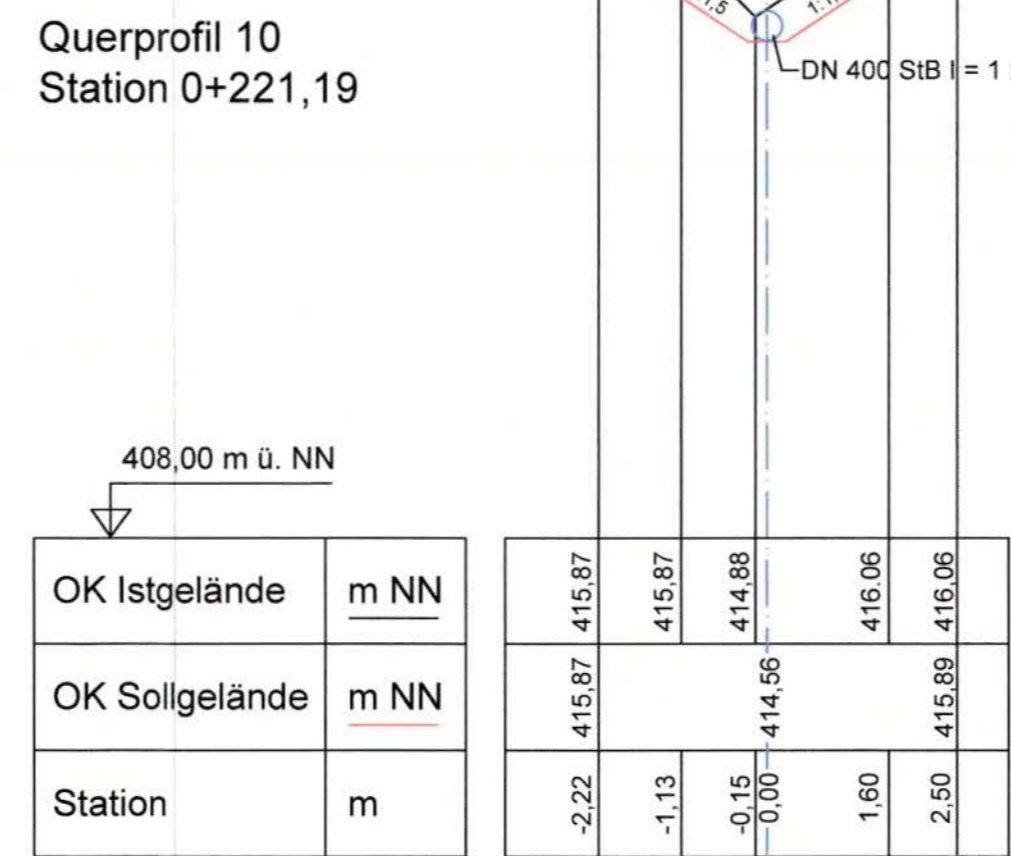 Querprofil 10
Station 0+221,19
DN 400 StB I = 1
408,00 m ü. NN
OK Istgelände m NN 415,87 415,87 414,88 416.06 416,06
OK Sollgelände m NN 415,87 414,56 415,89
Station m -2,22 -1,13 -0,15 0,00 1,60 2,50